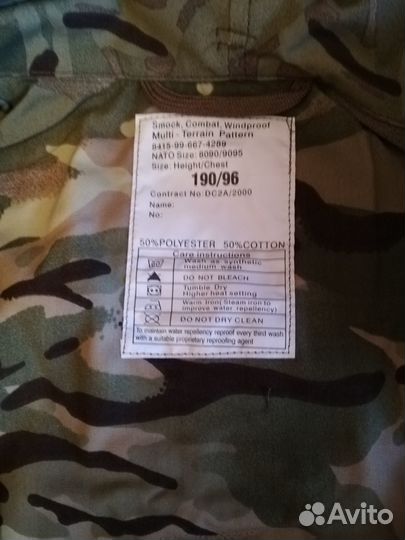 Smock, Combat, Windproof
Multi - Terrain Pattern
8415-99-667-4289
NATO Size: 8090/9095
Size: Height/Chest
190/96
Contract No: DC2A/2000
Name:
No:
50%POLYESTER 50%COTTON
Care instructions
Wash as synthetic
medium wash
DO NOT BLEACH
Tumble Dry
Higher heat setting
Warm Iron( Steam iron to
improve water repellency)
DO NOT DRY CLEAN
To maintain water repellency reproof every third wash
with a suitable proprietary reproofing agent
Avito